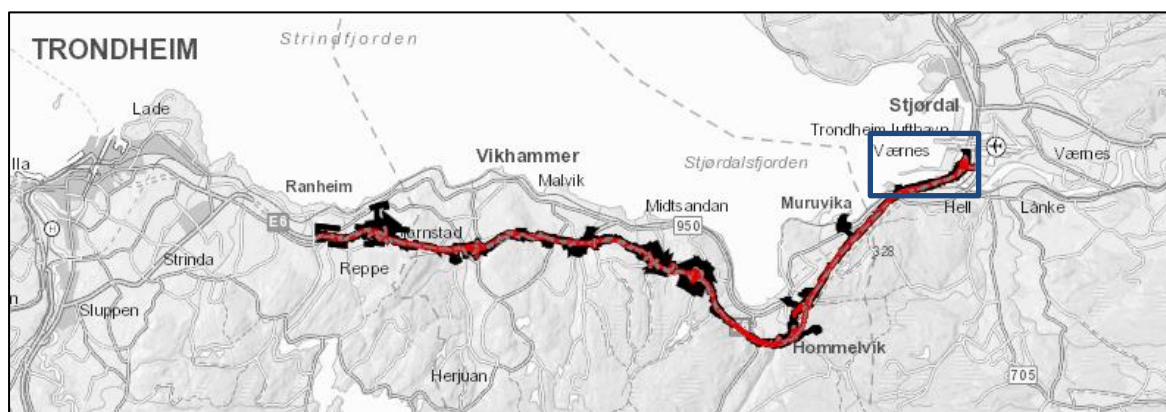 TRONDHEIM
Strindfjorden
Lade
Stjørdal
Trondheim lufthavn
Værnes
Værnes
Vikhammer
Stjørdalsfjorden
Malvik
Ranheim
Midtsandan
Muruvika
Hell
Lånke
E6
950
Strinda
Reppe
328
Sluppen
Hommelvik
Herjuan
705
H